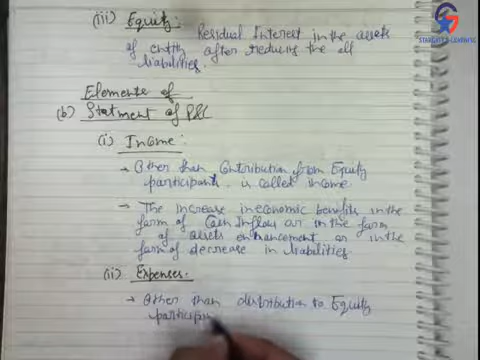 (iii) Equity: Residual Interest in the assets
of entity after reducing the all
liabilities.
Elements of
(b) Statment of P&L
(i) Income:
→ Other than Contribution from Equity
participants is called income
→ The increase in economic benefits in the
form of Cash Inflow or in the form
of assets enhancement or in the
form of decrease in liabilities.
(ii) Expenses:
→ Other than distribution to Equity